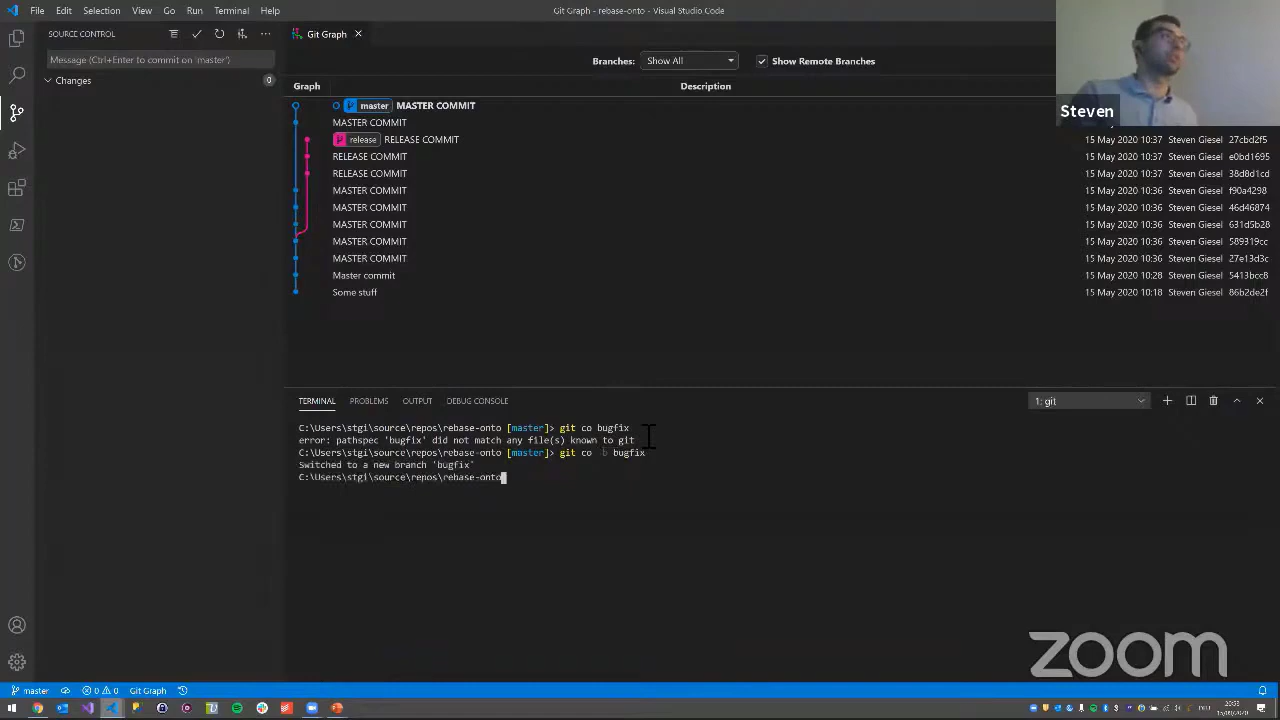 File Edit Selection View Go Run Terminal Help
Git Graph - rebase-onto - Visual Studio Code
SOURCE CONTROL
Git Graph
Message (Ctrl+Enter to commit on 'master')
Changes 0
Branches: Show All Show Remote Branches
Graph Description
master MASTER COMMIT
MASTER COMMIT
release RELEASE COMMIT 15 May 2020 10:37 Steven Giesel 27cbd2f5
RELEASE COMMIT 15 May 2020 10:37 Steven Giesel e0bd1695
RELEASE COMMIT 15 May 2020 10:37 Steven Giesel 38d8d1cd
MASTER COMMIT 15 May 2020 10:36 Steven Giesel f90a4298
MASTER COMMIT 15 May 2020 10:36 Steven Giesel 46d46874
MASTER COMMIT 15 May 2020 10:36 Steven Giesel 631d5b28
MASTER COMMIT 15 May 2020 10:36 Steven Giesel 589319cc
MASTER COMMIT 15 May 2020 10:36 Steven Giesel 27e13d3c
Master commit 15 May 2020 10:28 Steven Giesel 5413bcc8
Some stuff 15 May 2020 10:18 Steven Giesel 86b2de2f
Steven
TERMINAL PROBLEMS OUTPUT DEBUG CONSOLE
1: git
C:\Users\stgi\source\repos\rebase-onto [master]> git co bugfix
error: pathspec 'bugfix' did not match any file(s) known to git
C:\Users\stgi\source\repos\rebase-onto [master]> git co -b bugfix
Switched to a new branch 'bugfix'
C:\Users\stgi\source\repos\rebase-onto
zoom
master 0 0 Git Graph
20:58
15/09/2020